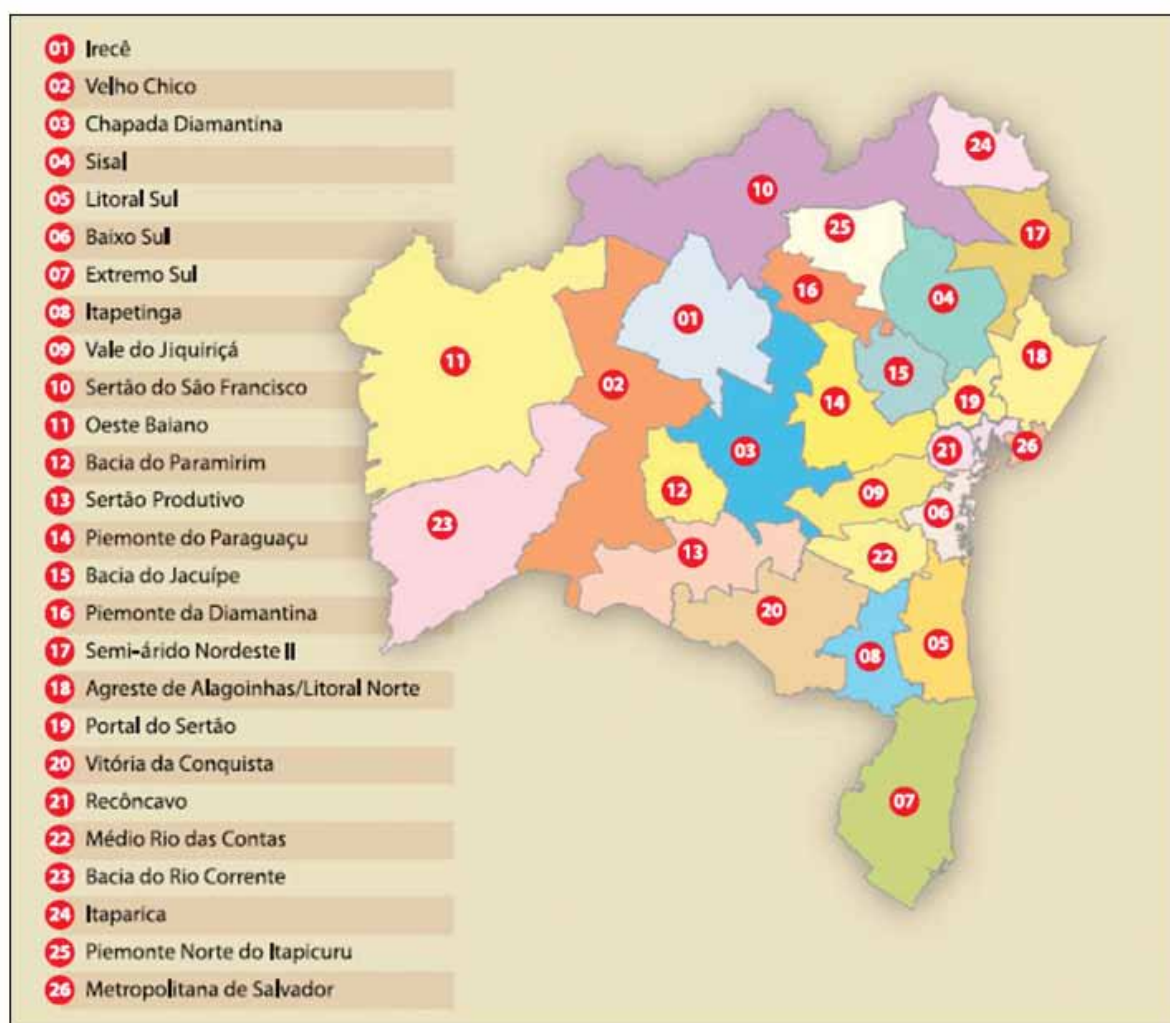 01 Irecê
02 Velho Chico
03 Chapada Diamantina
04 Sisal
05 Litoral Sul
06 Baixo Sul
07 Extremo Sul
08 Itapetinga
09 Vale do Jiquiriçá
10 Sertão do São Francisco
11 Oeste Baiano
12 Bacia do Paramirim
13 Sertão Produtivo
14 Piemonte do Paraguaçu
15 Bacia do Jacuípe
16 Piemonte da Diamantina
17 Semi-árido Nordeste II
18 Agreste de Alagoinhas/Litoral Norte
19 Portal do Sertão
20 Vitória da Conquista
21 Recôncavo
22 Médio Rio das Contas
23 Bacia do Rio Corrente
24 Itaparica
25 Piemonte Norte do Itapicuru
26 Metropolitana de Salvador
24
10
25
17
16
04
01
18
11
15
02
14
19
26
21
03
12
09
06
23
13
22
20
05
08
07